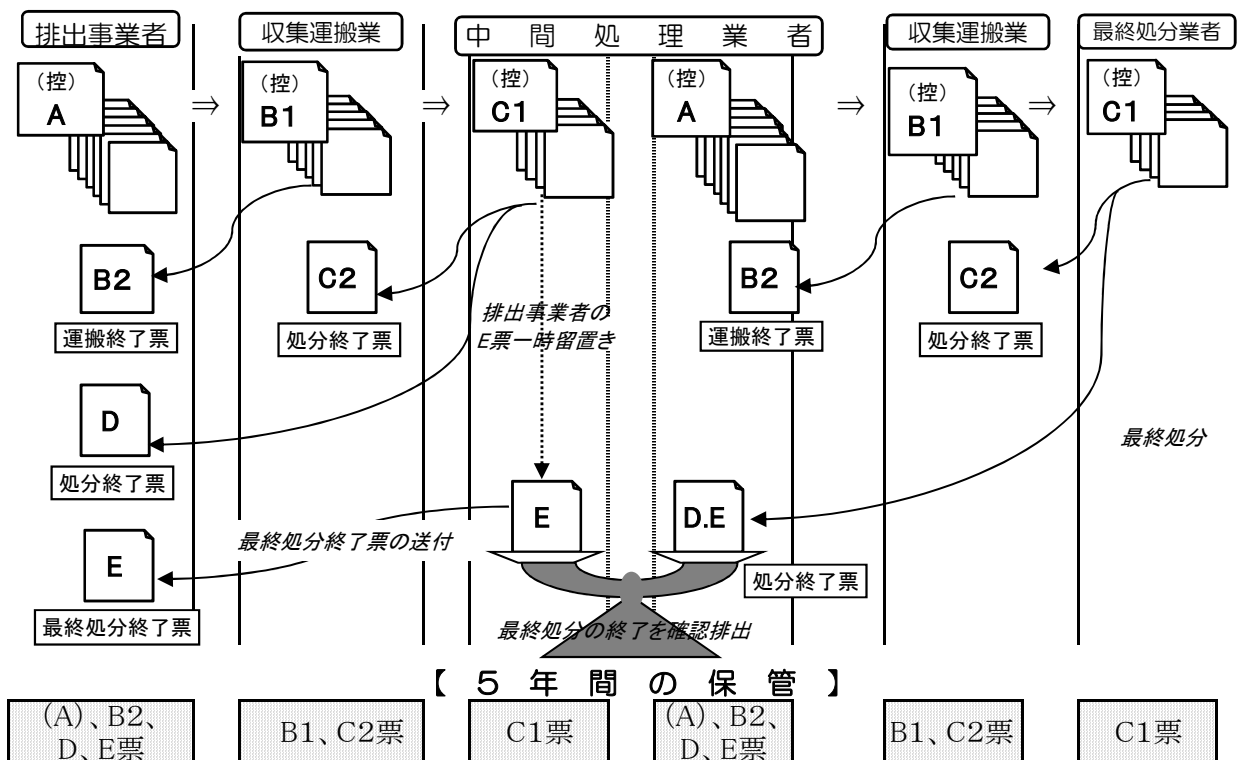 排出事業者
収集運搬業
中間処理業者
収集運搬業
最終処分業者
(控)
A
⇒
(控)
B1
⇒
(控)
C1
(控)
A
⇒
(控)
B1
⇒
(控)
C1
B2
運搬終了票
C2
処分終了票
排出事業者の
E票一時留置き
B2
運搬終了票
C2
処分終了票
D
処分終了票
最終処分
E
最終処分終了票
最終処分終了票の送付
E
D.E
処分終了票
最終処分の終了を確認排出
【5年間の保管】
(A)、B2、
D、E票
B1、C2票
C1票
(A)、B2、
D、E票
B1、C2票
C1票